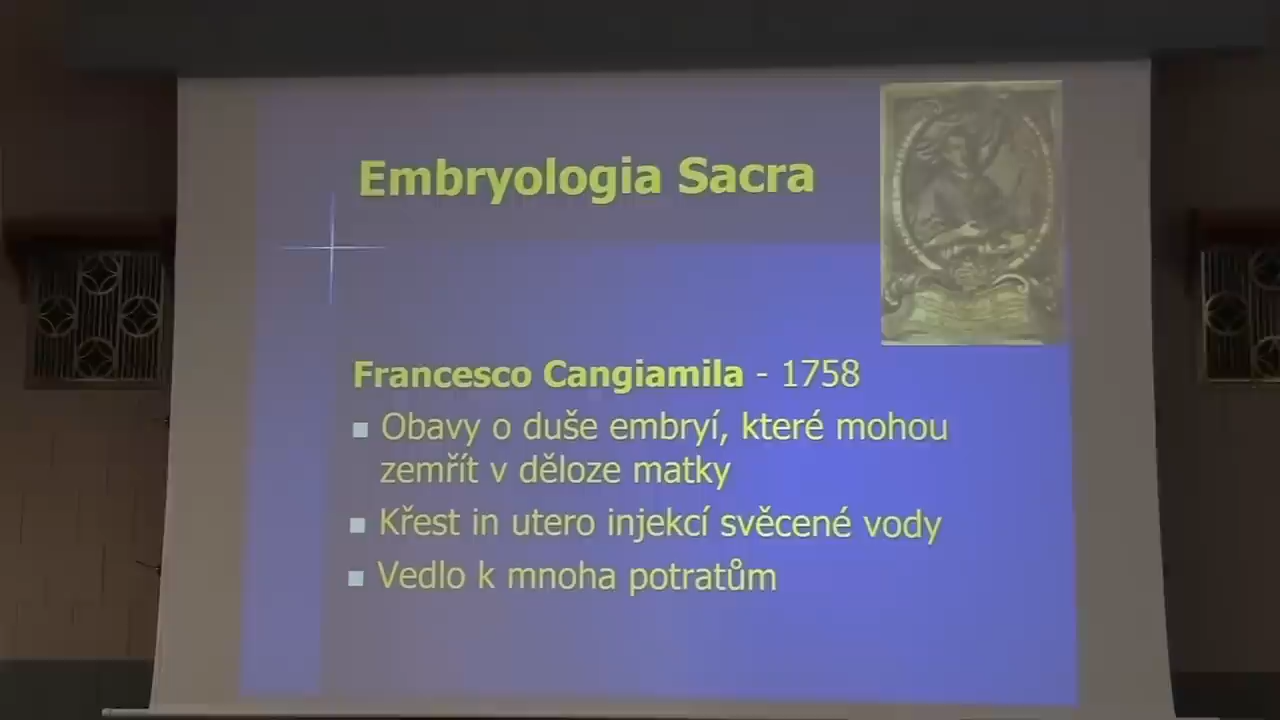 Embryologia Sacra
Francesco Cangiamila - 1758
Obavy o duše embryí, které mohou
zemřít v děloze matky
Křest in utero injekcí svěcené vody
Vedlo k mnoha potratům